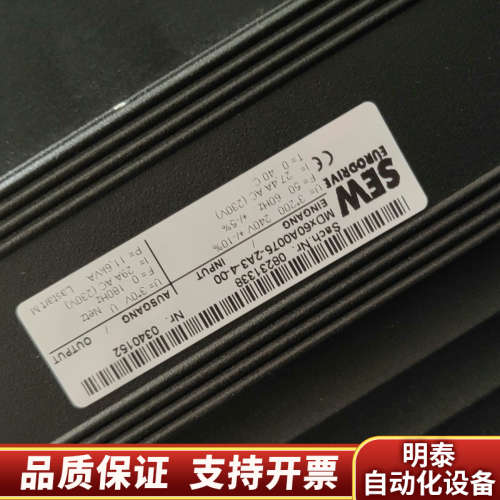 SEW
EURODRIVE
CE
Sach.Nr. 08231338
Nr. 0340152
MDx60A0075-2A3-4-00
EINGANG / INPUT
AUSGANG / OUTPUT
U= 3*200 240V +/-10%
U= 3*0V U Netz
F= 50 60Hz +/-5%
F= 0 180Hz
I= 27,4A AC (230V)
I= 29A AC (230V)
T= 0 40 C
P= 11,6kVA
Lastart M
品质保证 支持开票
明泰
自动化设备